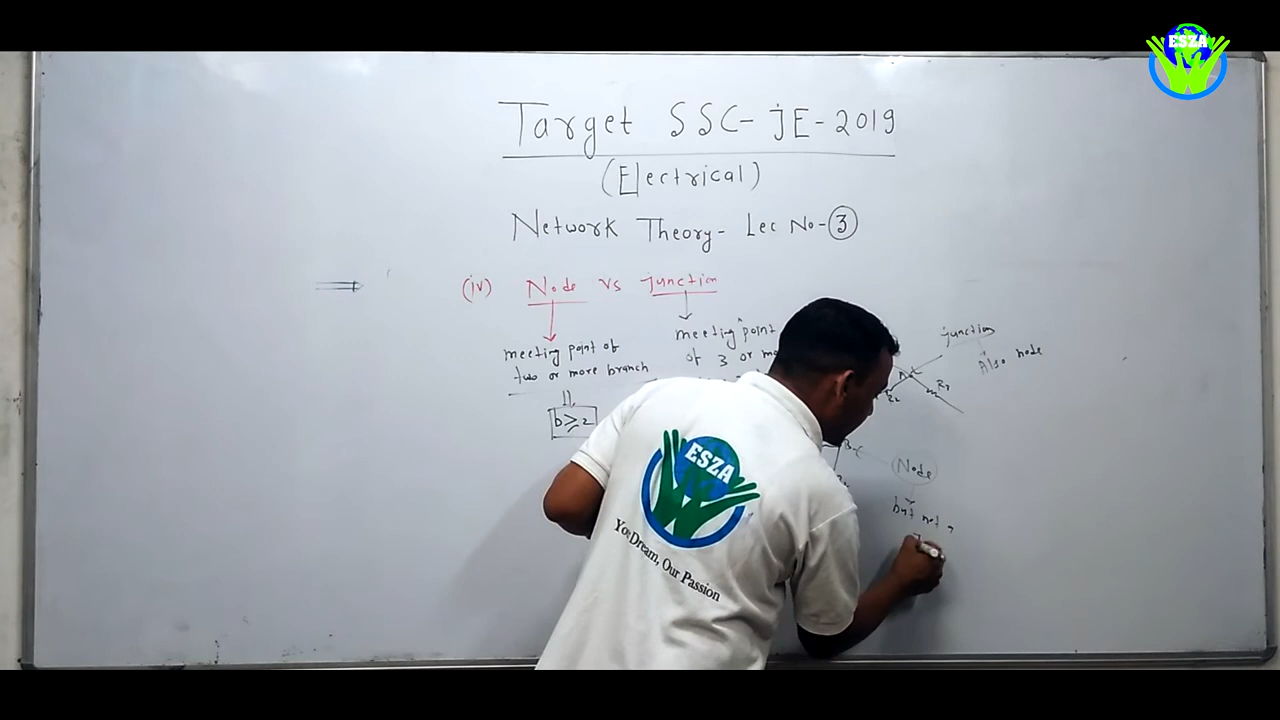 ESZA
Target SSC-JE-2019
(Electrical)
Network Theory- Lec No-3
(iv) Node vs junction
meeting point of
two or more branch
b≥2
meeting point
of 3 or
junction
Also node
R2
R3
Node
but not a
ESZA
Your Dream, Our Passion